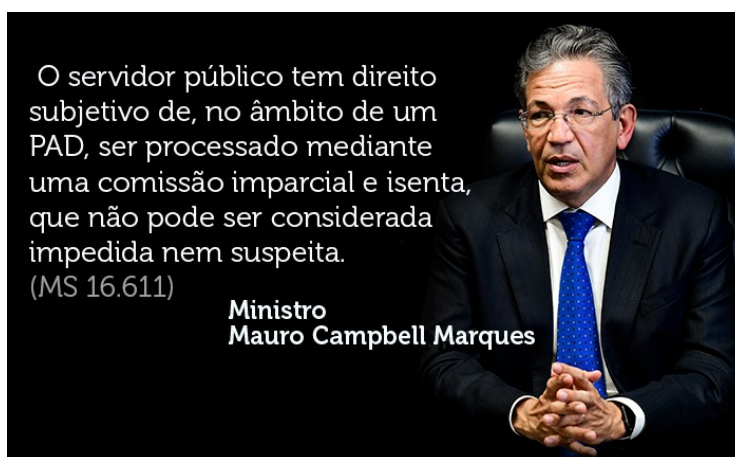 O servidor público tem direito
subjetivo de, no âmbito de um
PAD, ser processado mediante
uma comissão imparcial e isenta,
que não pode ser considerada
impedida nem suspeita.
(MS 16.611)
Ministro
Mauro Campbell Marques